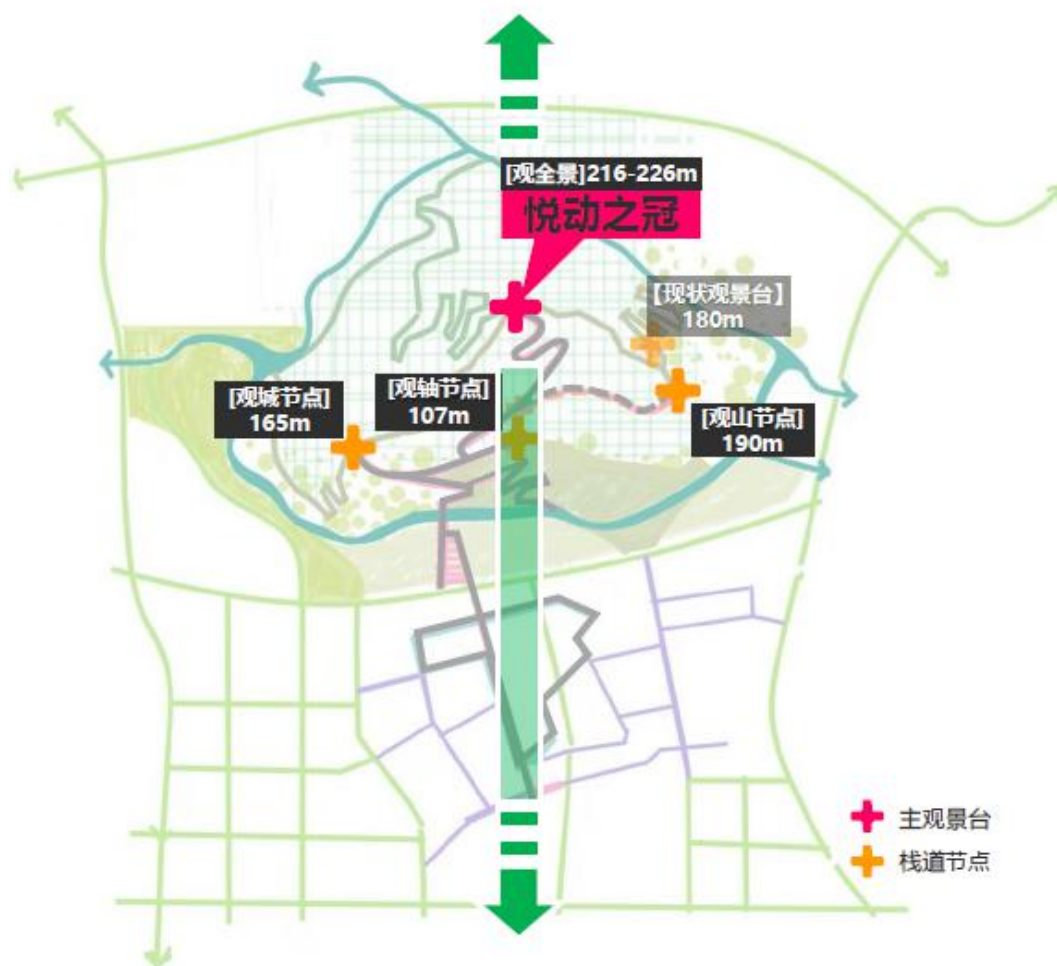 [观全景]216-226m
悦动之冠
【现状观景台】
180m
[观城节点]
165m
[观轴节点]
107m
[观山节点]
190m
主观景台
栈道节点